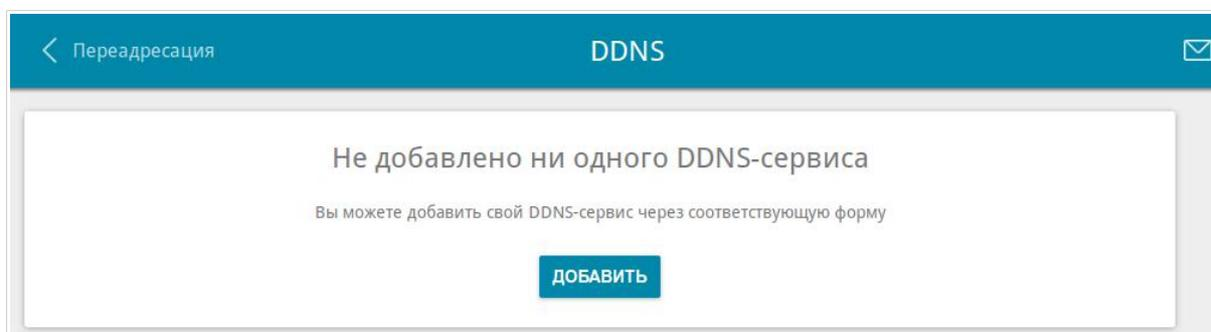 Переадресация
DDNS
Не добавлено ни одного DDNS-сервиса
Вы можете добавить свой DDNS-сервис через соответствующую форму
ДОБАВИТЬ